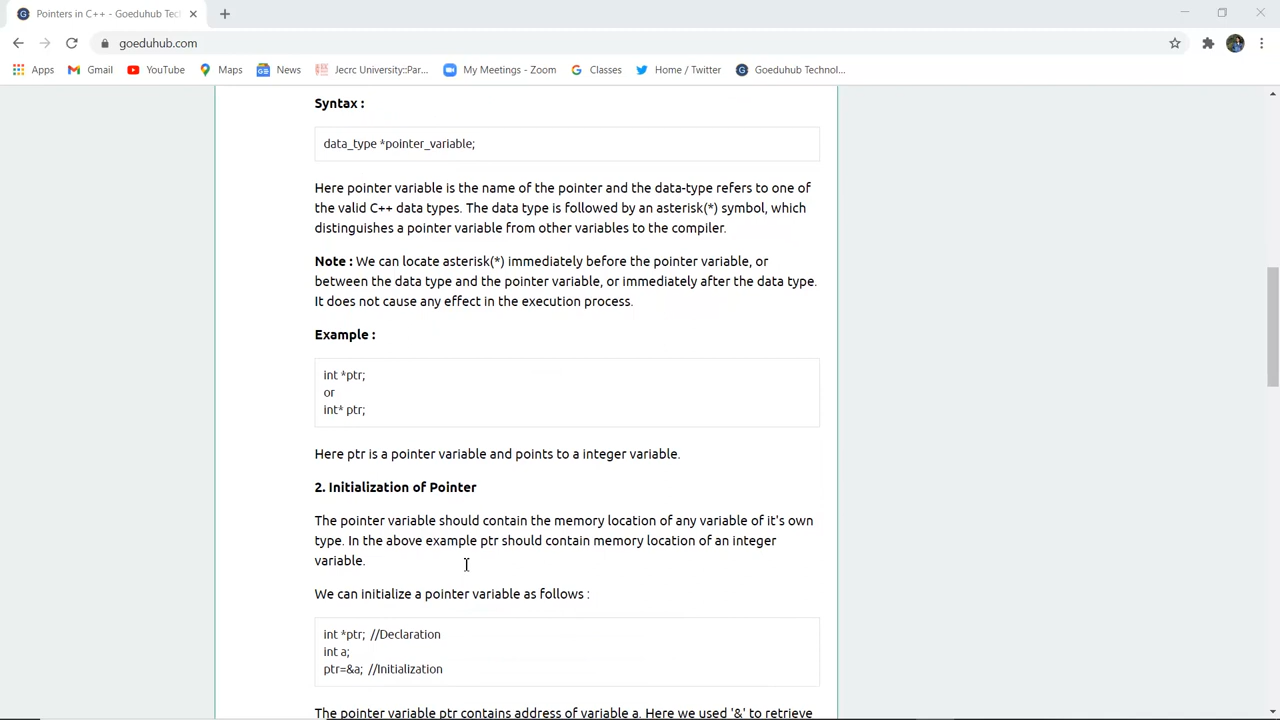 Pointers in C++ - Goeduhub Tec
goeduhub.com
Apps Gmail YouTube Maps News Jecrc University::Par... My Meetings - Zoom Classes Home / Twitter Goeduhub Technol...
Syntax :
data_type *pointer_variable;
Here pointer variable is the name of the pointer and the data-type refers to one of
the valid C++ data types. The data type is followed by an asterisk(*) symbol, which
distinguishes a pointer variable from other variables to the compiler.
Note : We can locate asterisk(*) immediately before the pointer variable, or
between the data type and the pointer variable, or immediately after the data type.
It does not cause any effect in the execution process.
Example :
int *ptr;
or
int* ptr;
Here ptr is a pointer variable and points to a integer variable.
2. Initialization of Pointer
The pointer variable should contain the memory location of any variable of it's own
type. In the above example ptr should contain memory location of an integer
variable.
We can initialize a pointer variable as follows :
int *ptr; //Declaration
int a;
ptr=&a; //Initialization
The pointer variable ptr contains address of variable a. Here we used '&' to retrieve